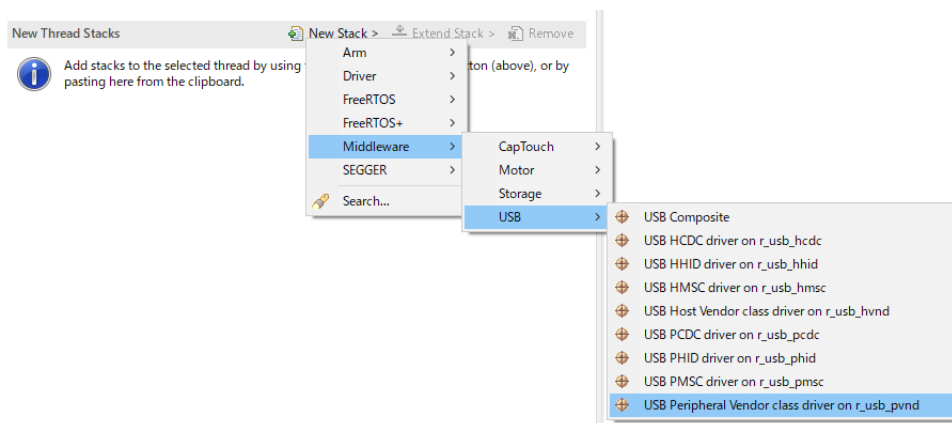 New Thread Stacks
New Stack >
Extend Stack >
Remove
Add stacks to the selected thread by using
tton (above), or by
pasting here from the clipboard.
Arm
Driver
FreeRTOS
FreeRTOS+
Middleware
SEGGER
Search...
CapTouch
Motor
Storage
USB
USB Composite
USB HCDC driver on r_usb_hcdc
USB HHID driver on r_usb_hhid
USB HMSC driver on r_usb_hmsc
USB Host Vendor class driver on r_usb_hvnd
USB PCDC driver on r_usb_pcdc
USB PHID driver on r_usb_phid
USB PMSC driver on r_usb_pmsc
USB Peripheral Vendor class driver on r_usb_pvnd